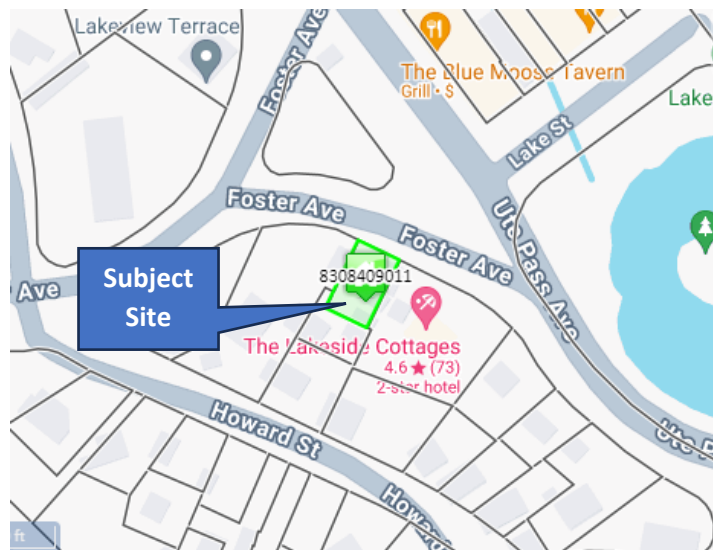 Lakeview Terrace
Foster Ave
The Blue Moose Tavern
Grill • $
Lake
Lake St
Foster Ave
Foster Ave
Ute Pass Ave
Subject
Site
8308409011
Ave
The Lakeside Cottages
4.6 ★ (73)
2-star hotel
Howard St
Ute P
Howard
ft